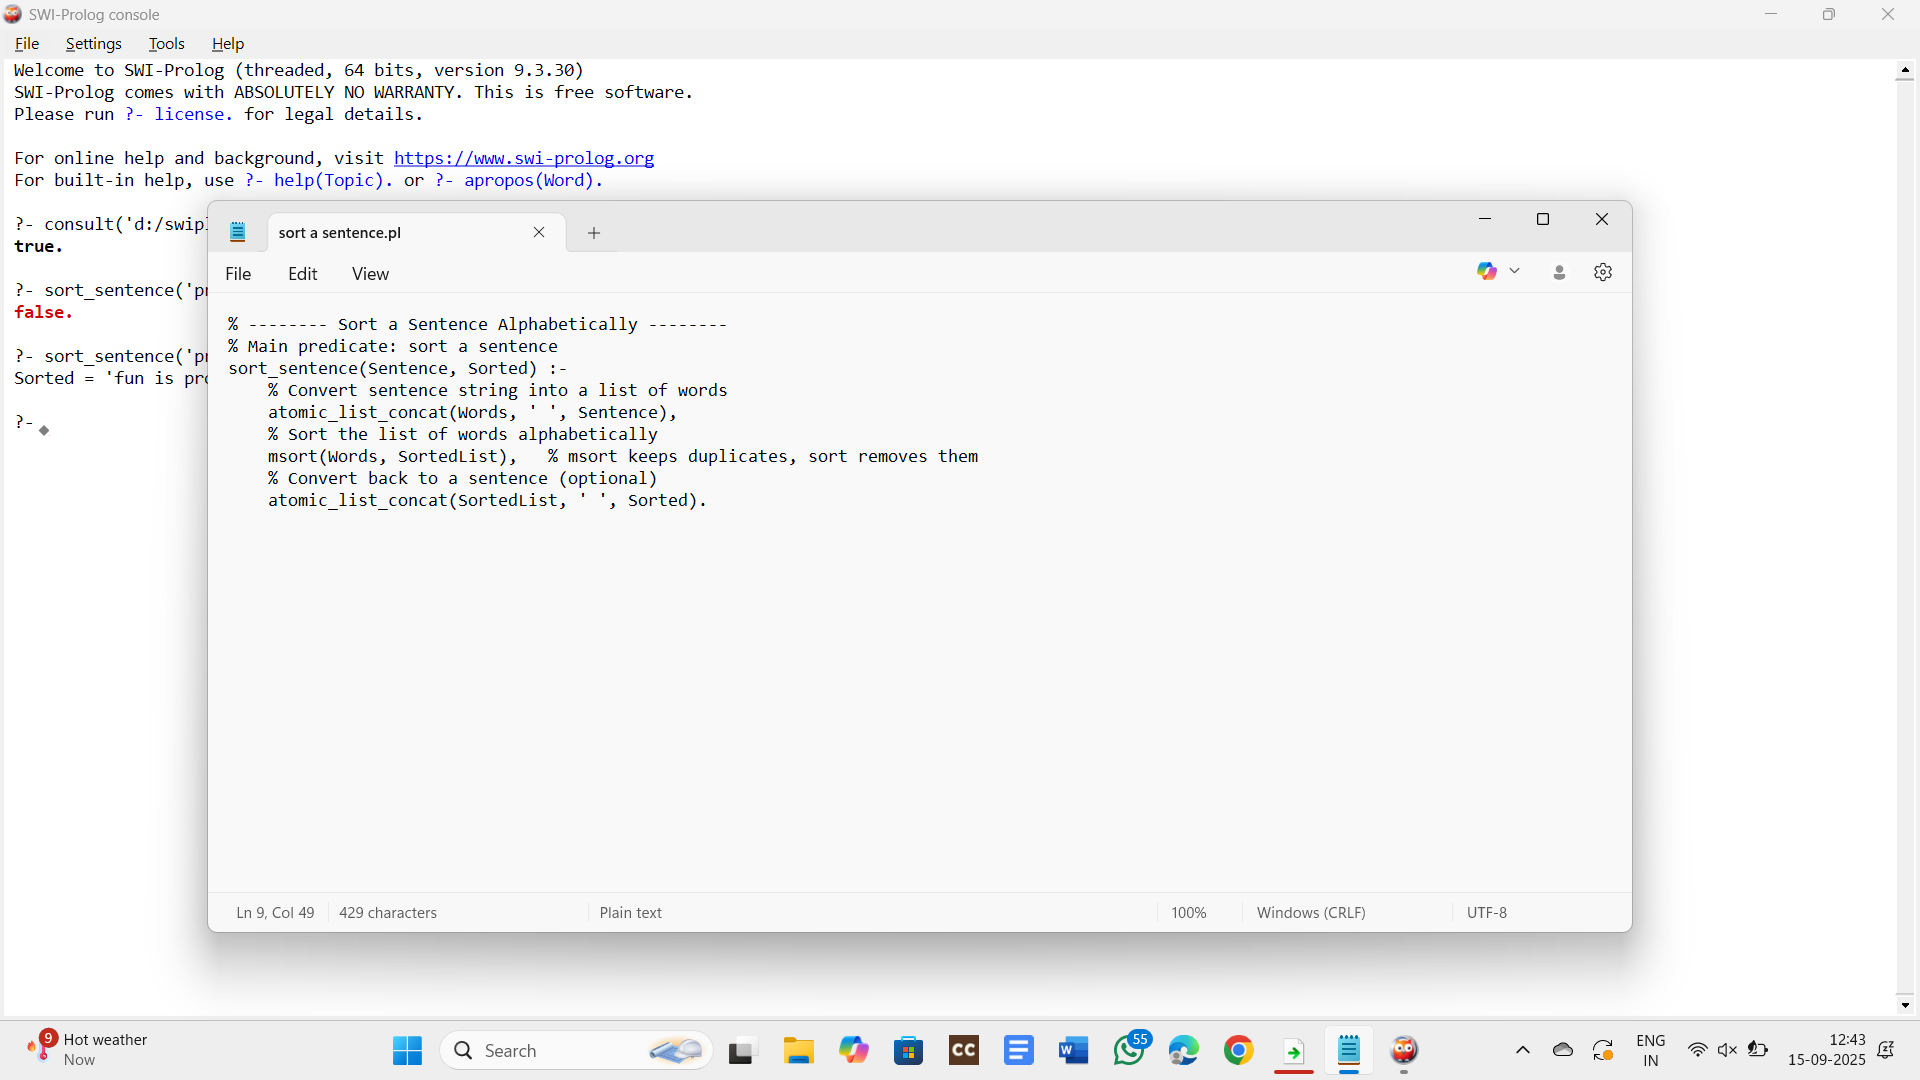 SWI-Prolog console
File Settings Tools Help
Welcome to SWI-Prolog (threaded, 64 bits, version 9.3.30)
SWI-Prolog comes with ABSOLUTELY NO WARRANTY. This is free software.
Please run ?- license. for legal details.
For online help and background, visit https://www.swi-prolog.org
For built-in help, use ?- help(Topic). or ?- apropos(Word).
?- consult('d:/swipl
true.
?- sort_sentence('pr
false.
?- sort_sentence('pr
Sorted = 'fun is pro
?-
sort a sentence.pl
File Edit View
% -------- Sort a Sentence Alphabetically --------
% Main predicate: sort a sentence
sort_sentence(Sentence, Sorted) :-
% Convert sentence string into a list of words
atomic_list_concat(Words, ' ', Sentence),
% Sort the list of words alphabetically
msort(Words, SortedList), % msort keeps duplicates, sort removes them
% Convert back to a sentence (optional)
atomic_list_concat(SortedList, ' ', Sorted).
Ln 9, Col 49 429 characters Plain text 100% Windows (CRLF) UTF-8
9 Hot weather
Now
Search
CC
W
55
ENG
IN
12:43
15-09-2025